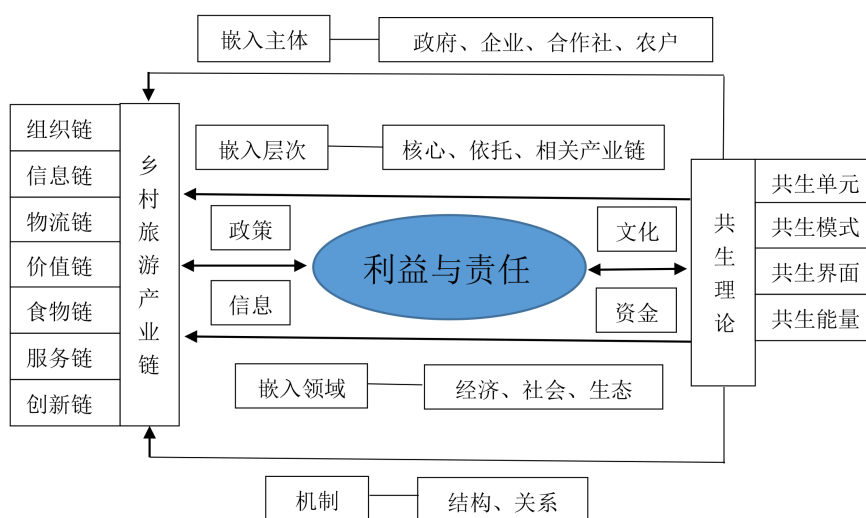 嵌入主体
政府、企业、合作社、农户
组织链
信息链
物流链
价值链
食物链
服务链
创新链
乡村旅游产业链
嵌入层次
核心、依托、相关产业链
政策
信息
利益与责任
文化
资金
嵌入领域
经济、社会、生态
共生理论
共生单元
共生模式
共生界面
共生能量
机制
结构、关系